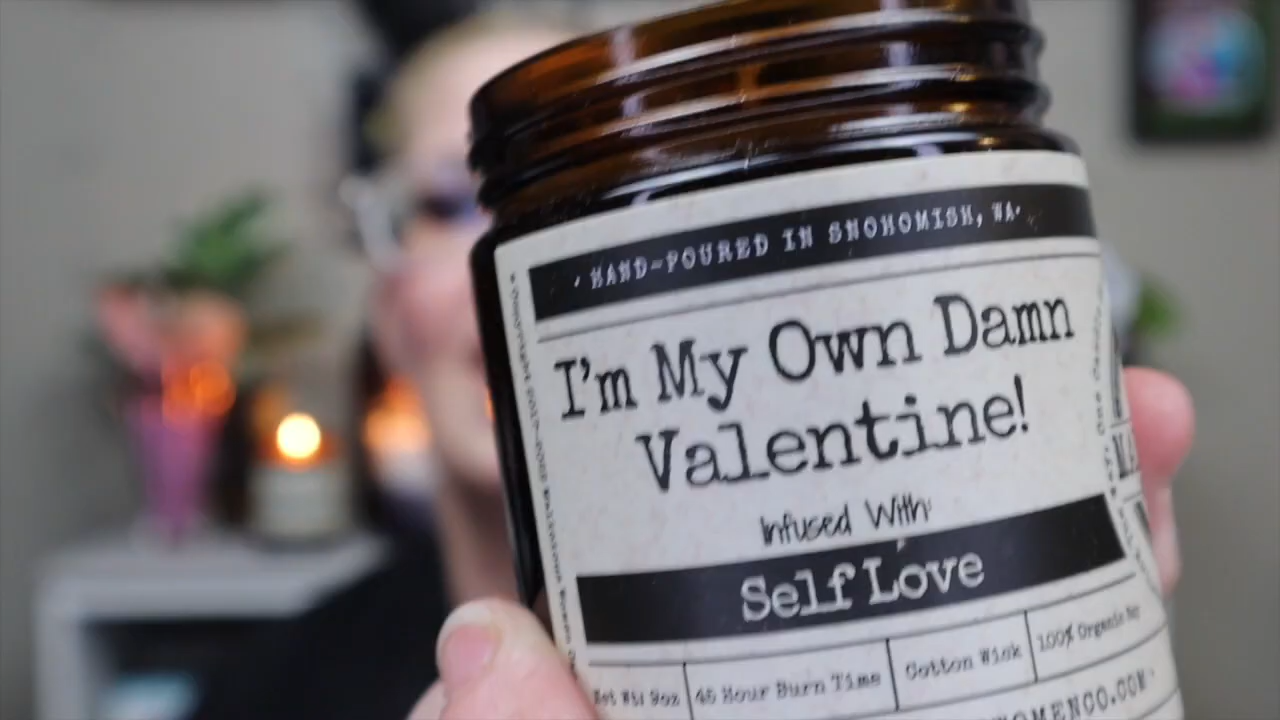 · HAND-POURED IN SNOHOMISH, WA·
I'm My Own Damn
Valentine!
Infused With:
Self Love
Net Wt: 9oz
45 Hour Burn Time
Cotton Wick
100% Organic Soy